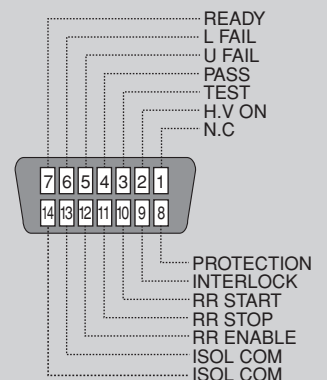 READY
L FAIL
U FAIL
PASS
TEST
H.V ON
N.C
7 6 5 4 3 2 1
14 13 12 11 10 9 8
PROTECTION
INTERLOCK
RR START
RR STOP
RR ENABLE
ISOL COM
ISOL COM